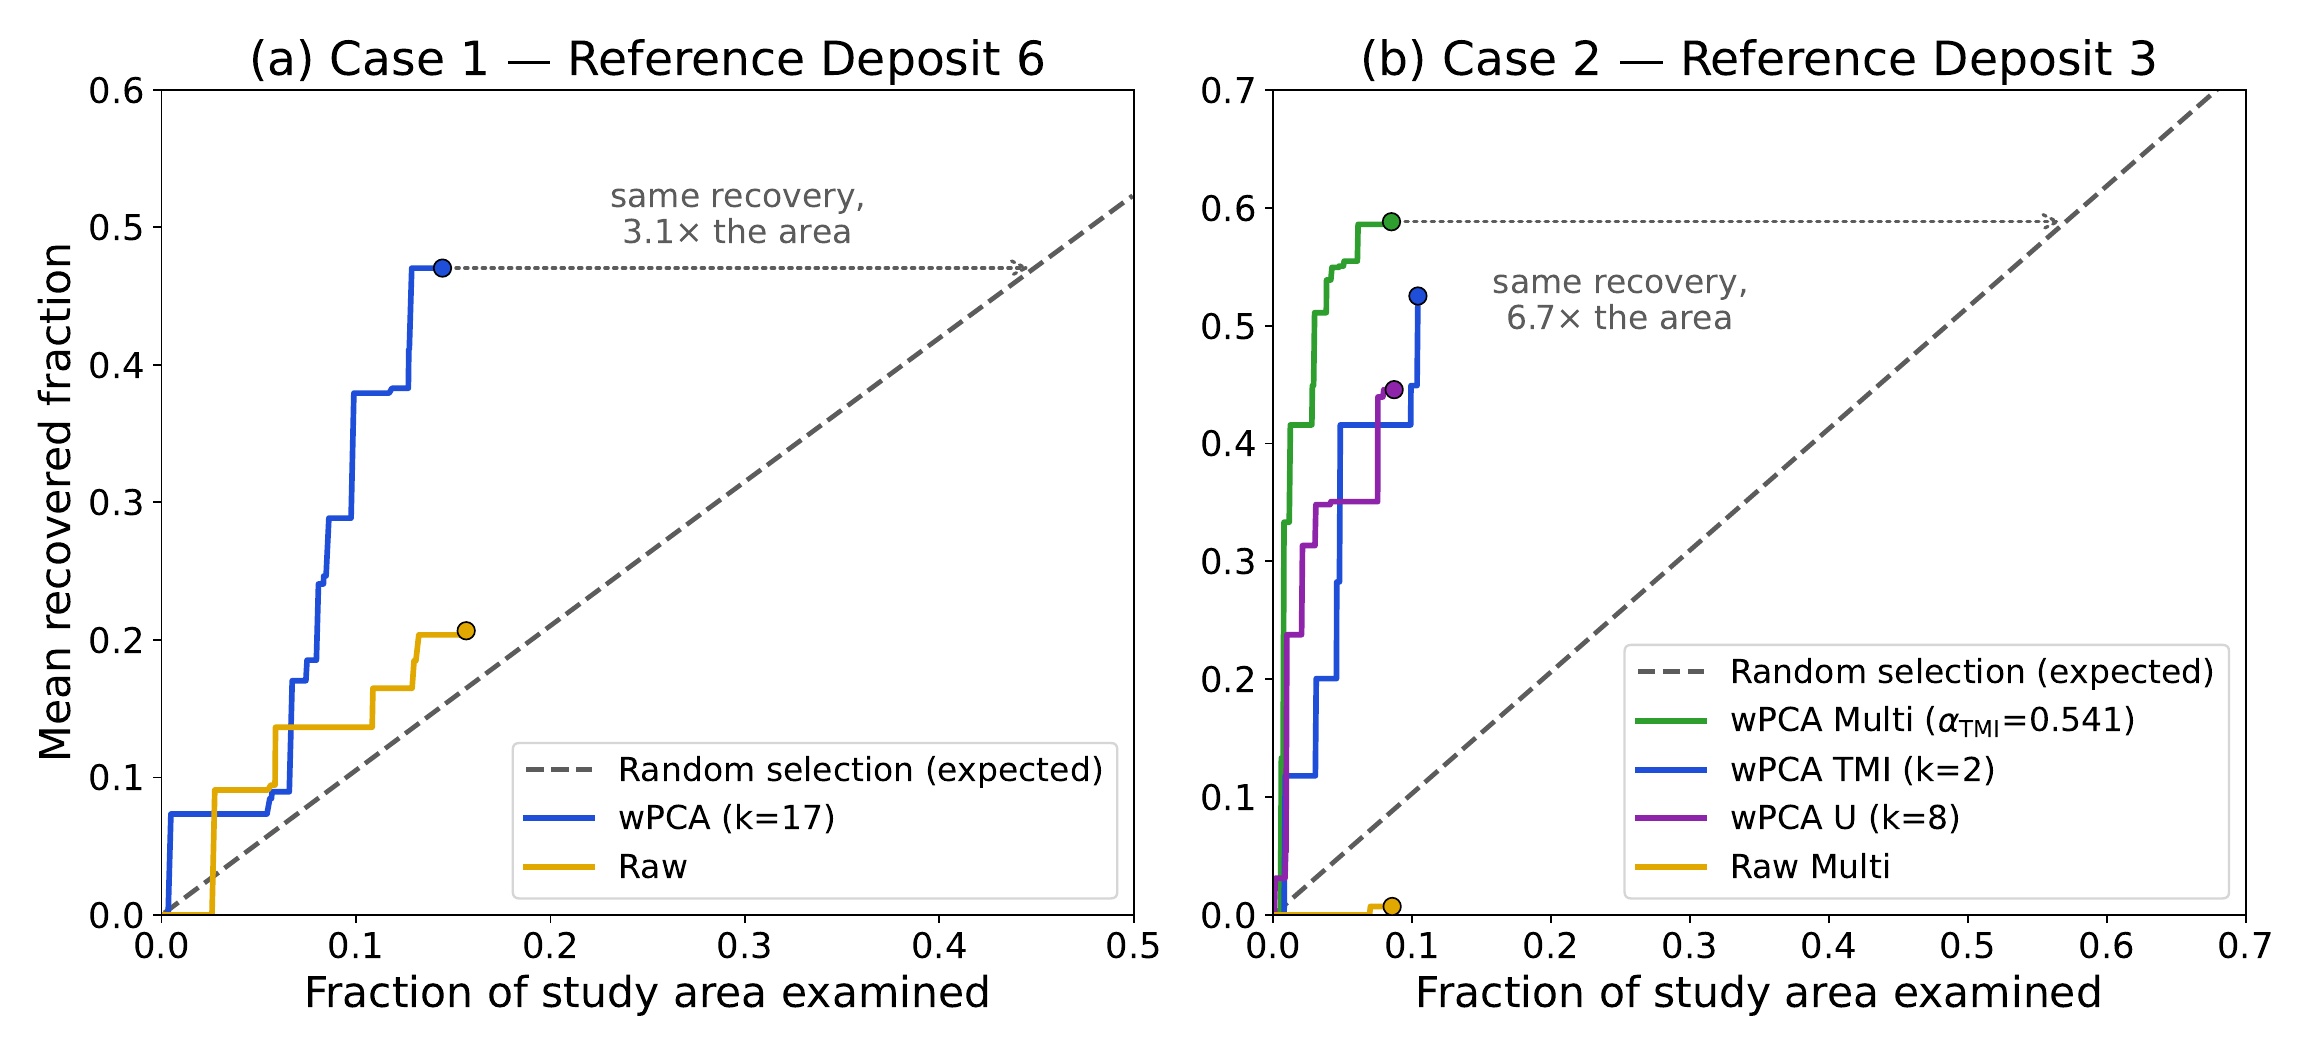 (a) Case 1 — Reference Deposit 6
Mean recovered fraction
0.6
0.5
0.4
0.3
0.2
0.1
0.0
same recovery,
3.1× the area
Random selection (expected)
wPCA (k=17)
Raw
0.0 0.1 0.2 0.3 0.4 0.5
Fraction of study area examined
(b) Case 2 — Reference Deposit 3
0.7
0.6
0.5
0.4
0.3
0.2
0.1
0.0
same recovery,
6.7× the area
Random selection (expected)
wPCA Multi (α_TMI=0.541)
wPCA TMI (k=2)
wPCA U (k=8)
Raw Multi
0.0 0.1 0.2 0.3 0.4 0.5 0.6 0.7
Fraction of study area examined